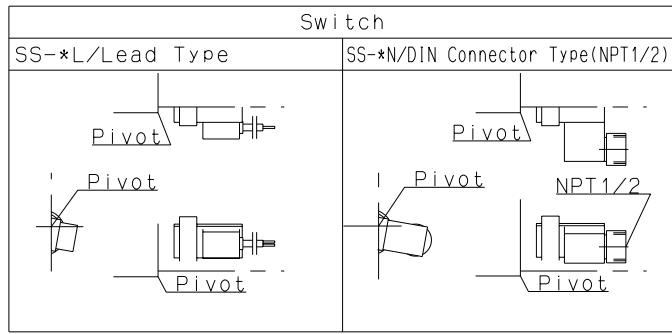 Switch
SS-*L/Lead Type
SS-*N/DIN Connector Type(NPT1/2)
Pivot
Pivot
Pivot
Pivot
Pivot
NPT1/2
Pivot